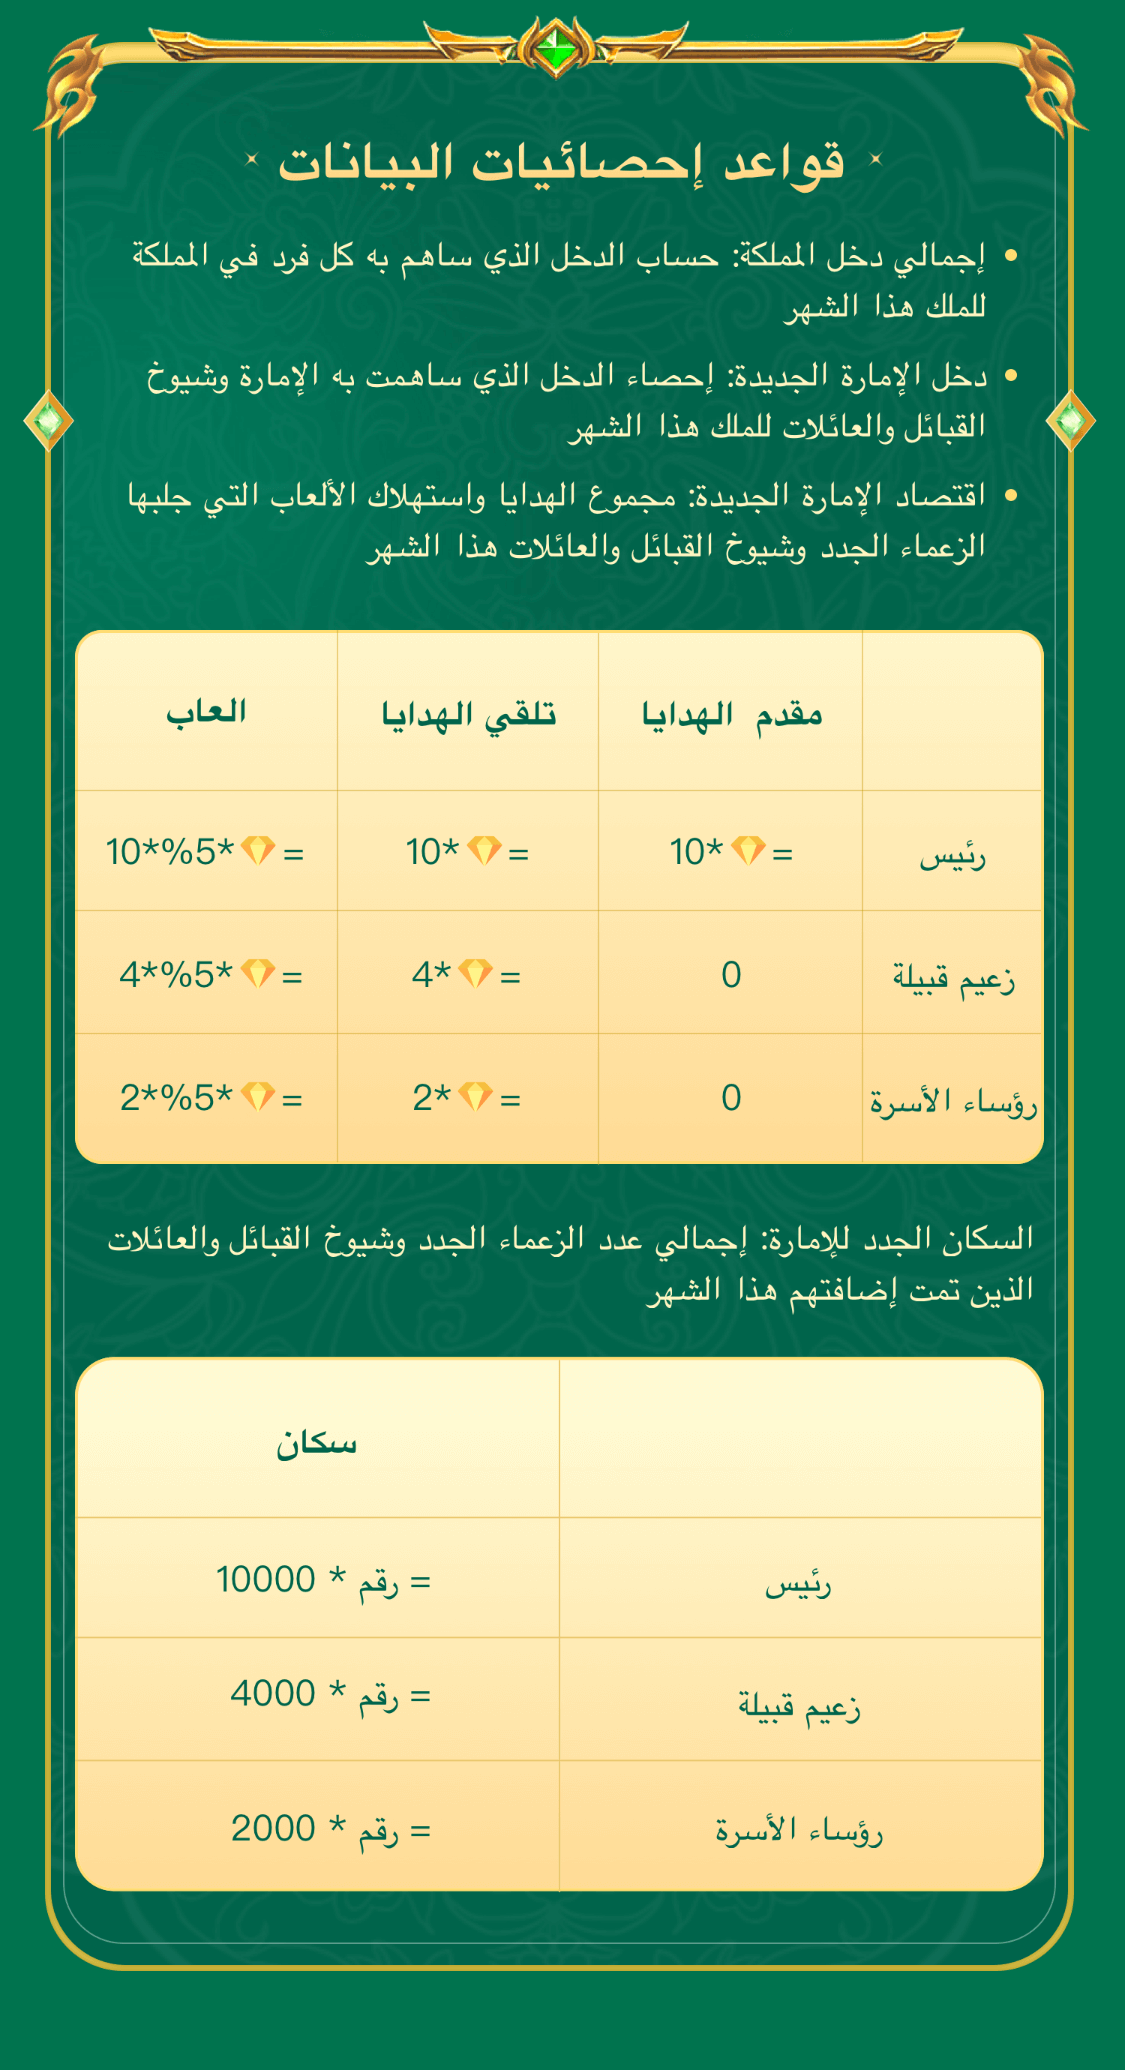 قواعد إحصائيات البيانات
إجمالي دخل المملكة: حساب الدخل الذي ساهم به كل فرد في المملكة
للملك هذا الشهر
دخل الإمارة الجديدة: إحصاء الدخل الذي ساهمت به الإمارة وشيوخ
القبائل والعائلات للملك هذا الشهر
اقتصاد الإمارة الجديدة: مجموع الهدايا واستهلاك الألعاب التي جلبها
الزعماء الجدد وشيوخ القبائل والعائلات هذا الشهر
مقدم الهدايا تلقي الهدايا العاب
رئيس =*10 =*10 =*5%*10
زعيم قبيلة 0 =*4 =*5%*4
رؤساء الأسرة 0 =*2 =*5%*2
السكان الجدد للإمارة: إجمالي عدد الزعماء الجدد وشيوخ القبائل والعائلات
الذين تمت إضافتهم هذا الشهر
سكان
رئيس = رقم * 10000
زعيم قبيلة = رقم * 4000
رؤساء الأسرة = رقم * 2000